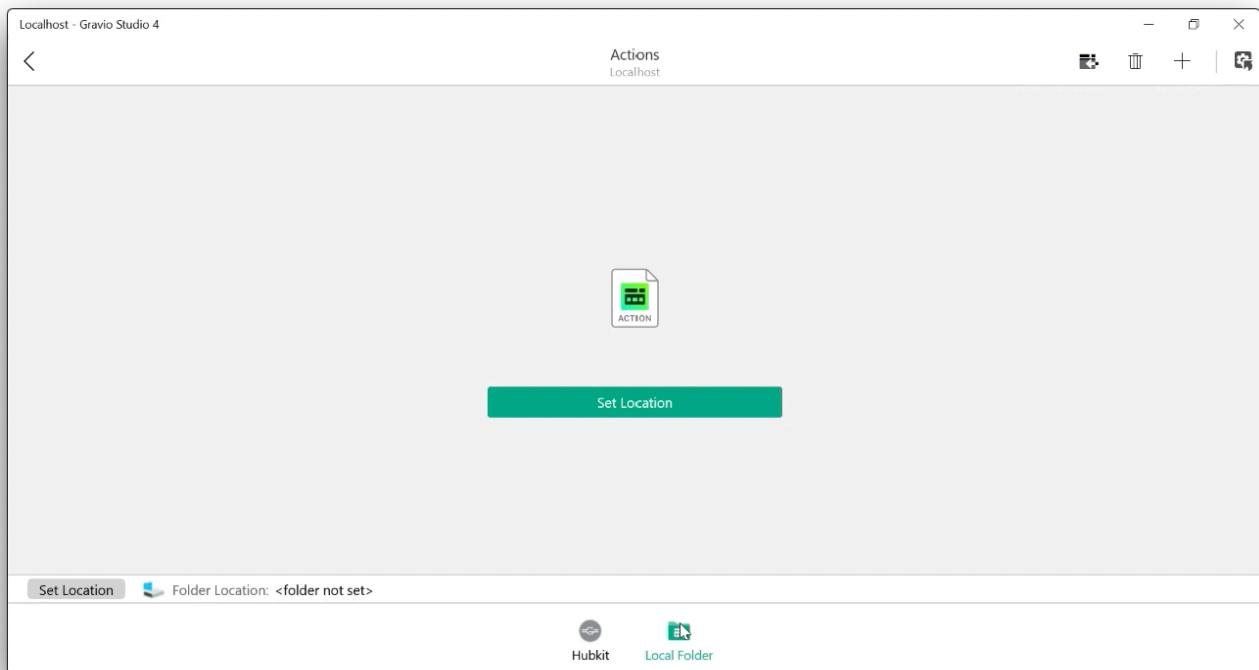 Localhost - Gravio Studio 4
Actions
Localhost
ACTION
Set Location
Set Location Folder Location: <folder not set>
Hubkit Local Folder